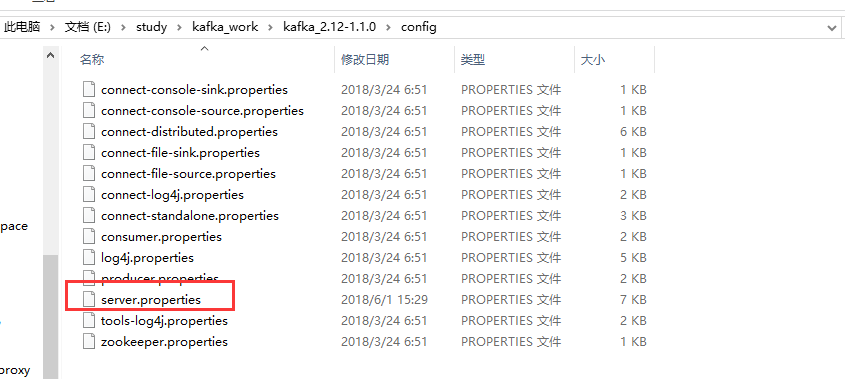 此电脑 > 文档 (E:) > study > kafka_work > kafka_2.12-1.1.0 > config
名称 修改日期 类型 大小
connect-console-sink.properties 2018/3/24 6:51 PROPERTIES 文件 1 KB
connect-console-source.properties 2018/3/24 6:51 PROPERTIES 文件 1 KB
connect-distributed.properties 2018/3/24 6:51 PROPERTIES 文件 6 KB
connect-file-sink.properties 2018/3/24 6:51 PROPERTIES 文件 1 KB
connect-file-source.properties 2018/3/24 6:51 PROPERTIES 文件 1 KB
connect-log4j.properties 2018/3/24 6:51 PROPERTIES 文件 2 KB
connect-standalone.properties 2018/3/24 6:51 PROPERTIES 文件 3 KB
pace
consumer.properties 2018/3/24 6:51 PROPERTIES 文件 2 KB
log4j.properties 2018/3/24 6:51 PROPERTIES 文件 5 KB
producer.properties 2018/3/24 6:51 PROPERTIES 文件 2 KB
server.properties 2018/6/1 15:29 PROPERTIES 文件 7 KB
tools-log4j.properties 2018/3/24 6:51 PROPERTIES 文件 2 KB
zookeeper.properties 2018/3/24 6:51 PROPERTIES 文件 1 KB
proxy